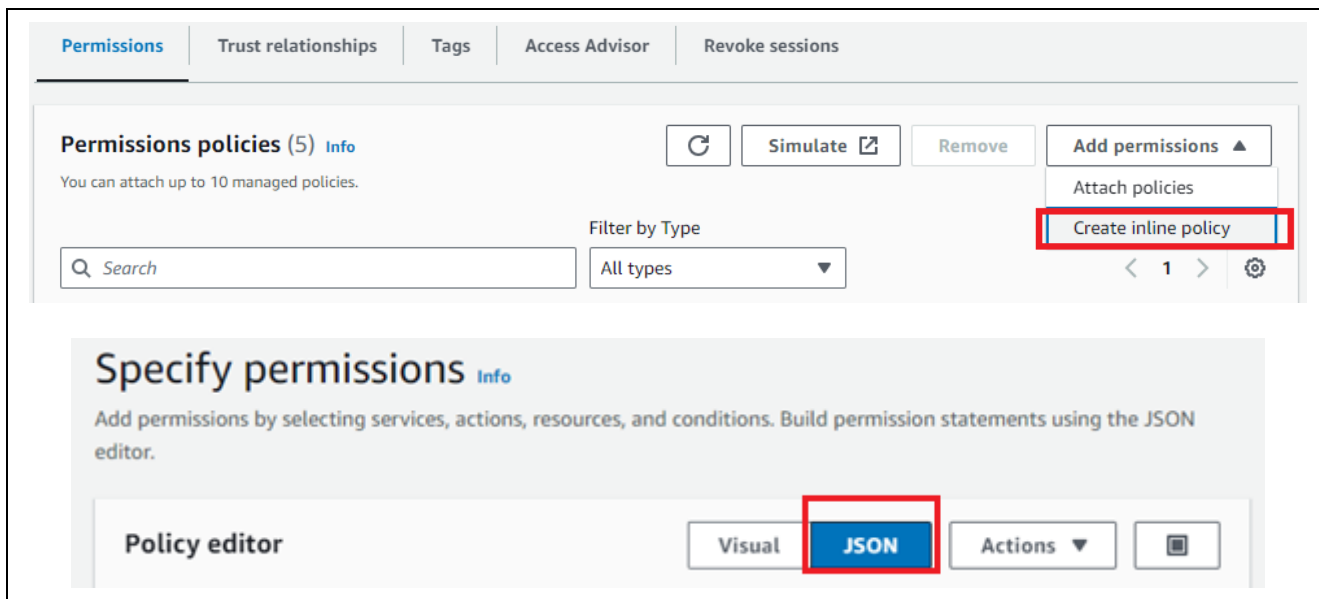 Permissions Trust relationships Tags Access Advisor Revoke sessions
Permissions policies (5) Info
Simulate Remove Add permissions
You can attach up to 10 managed policies.
Attach policies
Filter by Type
Create inline policy
Search All types 1
Specify permissions Info
Add permissions by selecting services, actions, resources, and conditions. Build permission statements using the JSON
editor.
Policy editor Visual JSON Actions